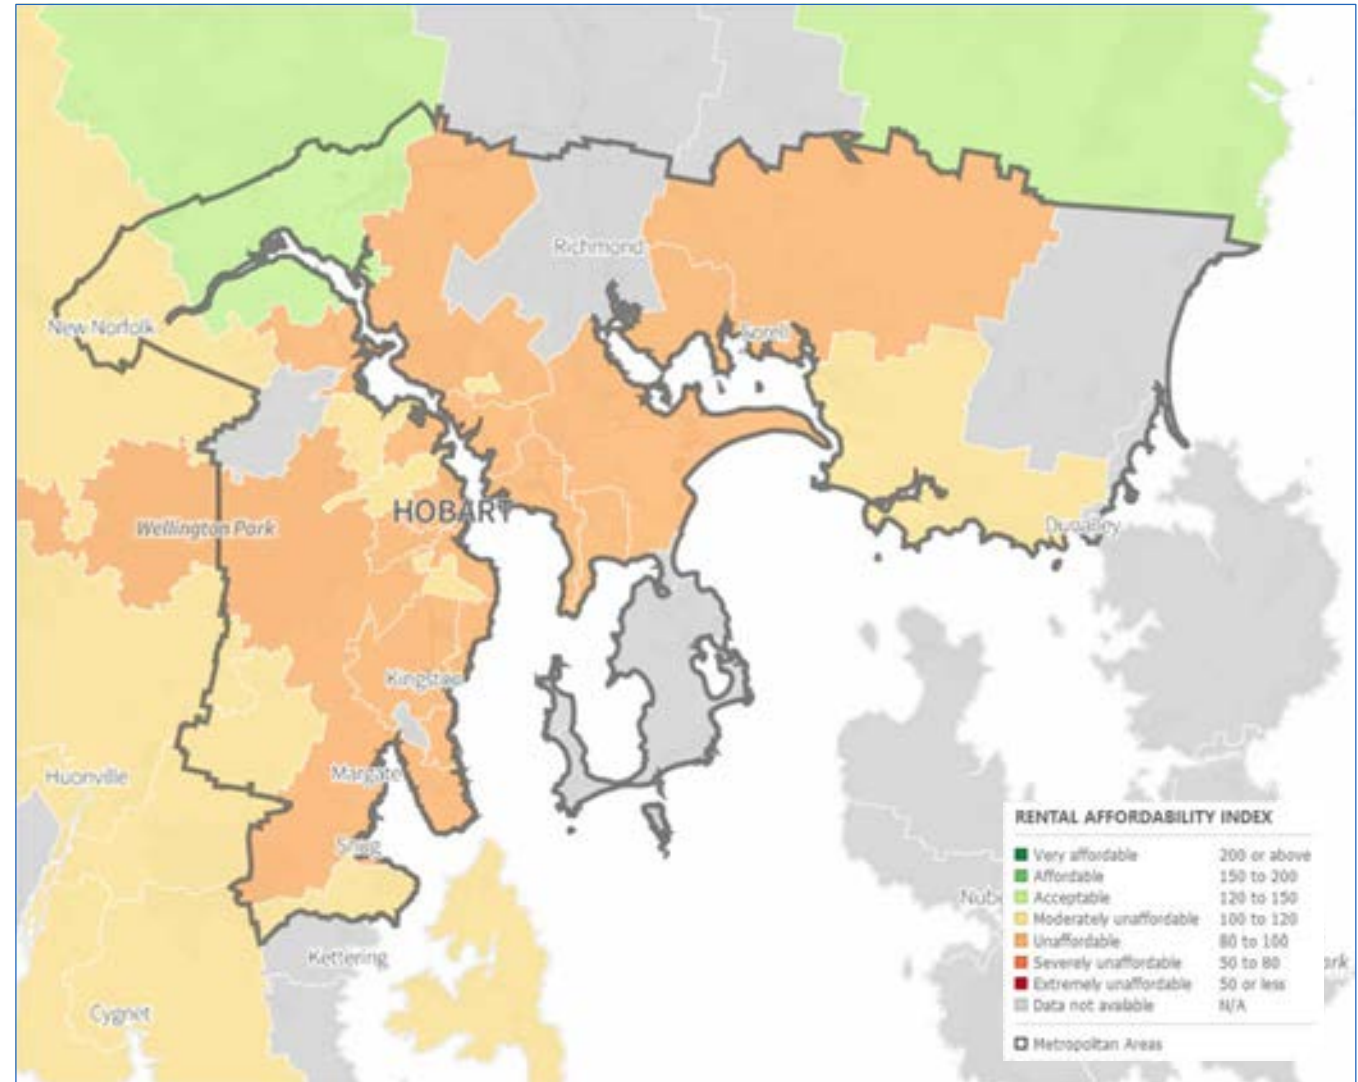 Richmond
New Norfolk
Sorell
HOBART
Wellington Park
Dunalley
Kingston
Huonville
Margate
Snug
Kettering
Cygnet
RENTAL AFFORDABILITY INDEX
Very affordable 200 or above
Affordable 150 to 200
Acceptable 120 to 150
Moderately unaffordable 100 to 120
Unaffordable 80 to 100
Severely unaffordable 50 to 80
Extremely unaffordable 50 or less
Data not available N/A
Metropolitan Areas